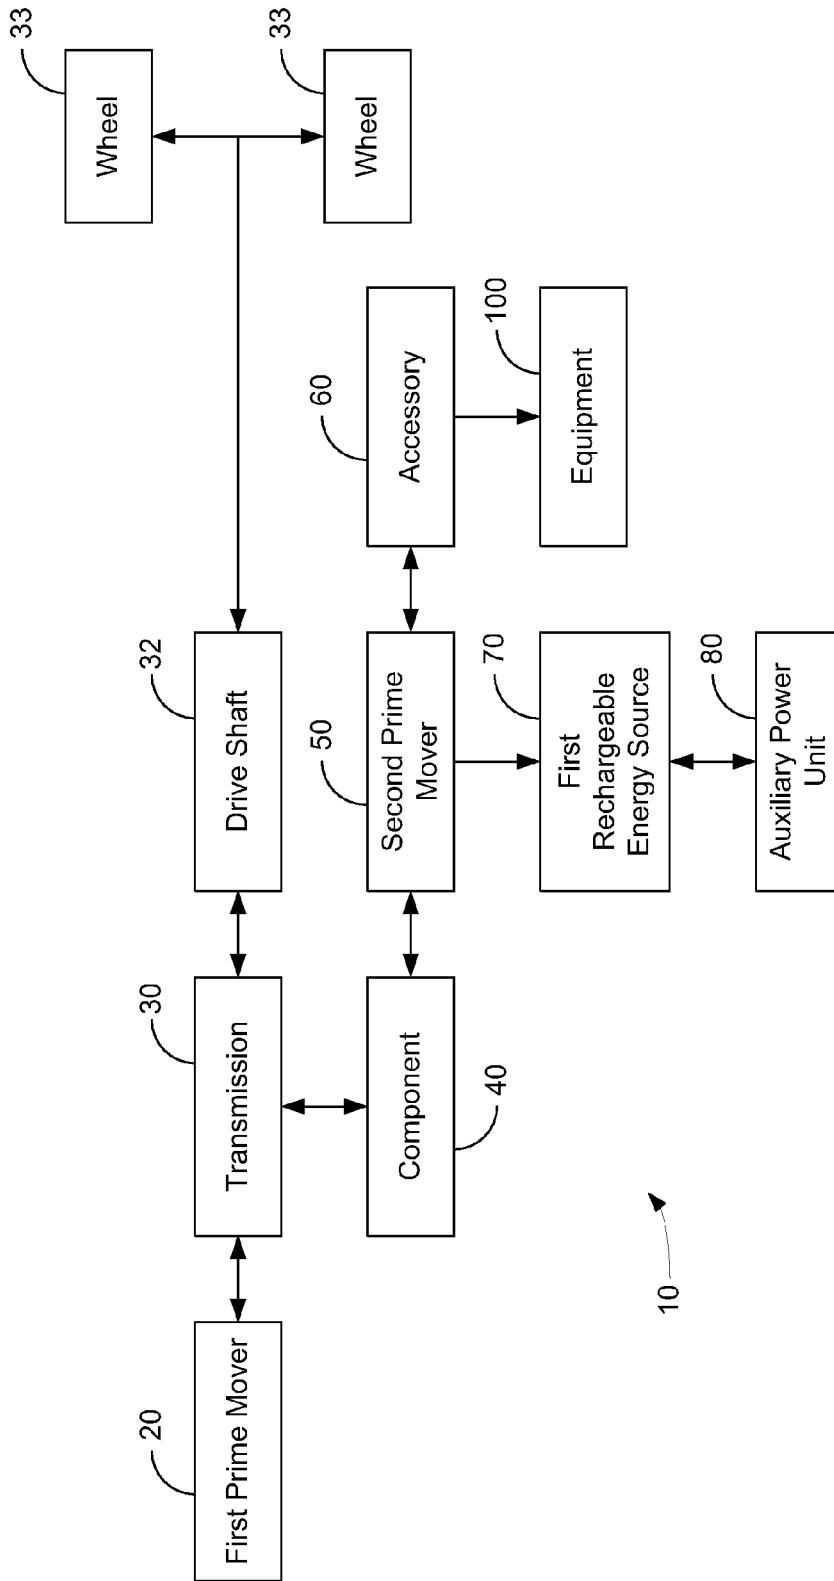 First Prime Mover
20
Transmission
30
Drive Shaft
32
Wheel
33
Wheel
33
Component
40
Second Prime
Mover
50
Accessory
60
First
Rechargeable
Energy Source
70
Equipment
100
Auxiliary Power
Unit
80
10